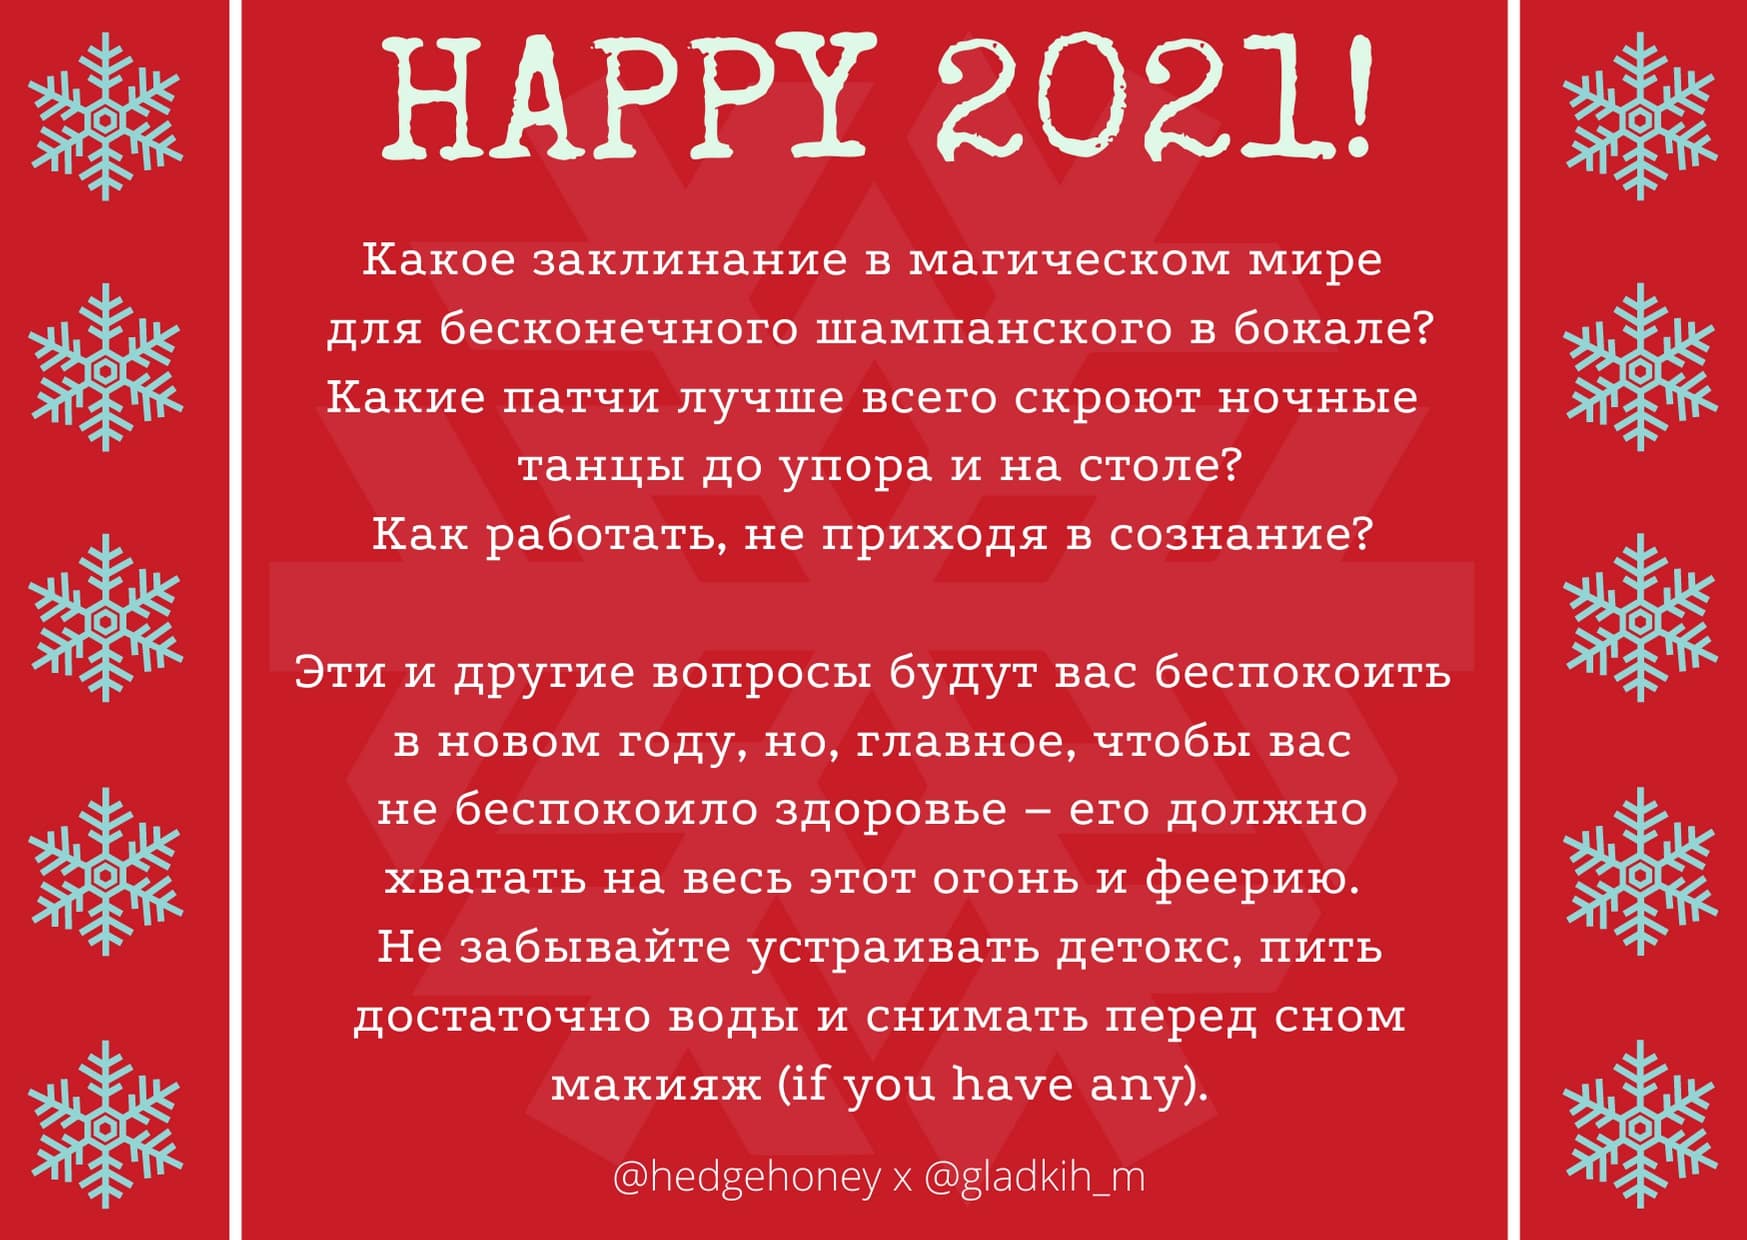 HAPPY 2021!
Какое заклинание в магическом мире
для бесконечного шампанского в бокале?
Какие патчи лучше всего скроют ночные
танцы до упора и на столе?
Как работать, не приходя в сознание?
Эти и другие вопросы будут вас беспокоить
в новом году, но, главное, чтобы вас
не беспокоило здоровье – его должно
хватать на весь этот огонь и феерию.
Не забывайте устраивать детокс, пить
достаточно воды и снимать перед сном
макияж (if you have any).
@hedgehoney x @gladkih_m